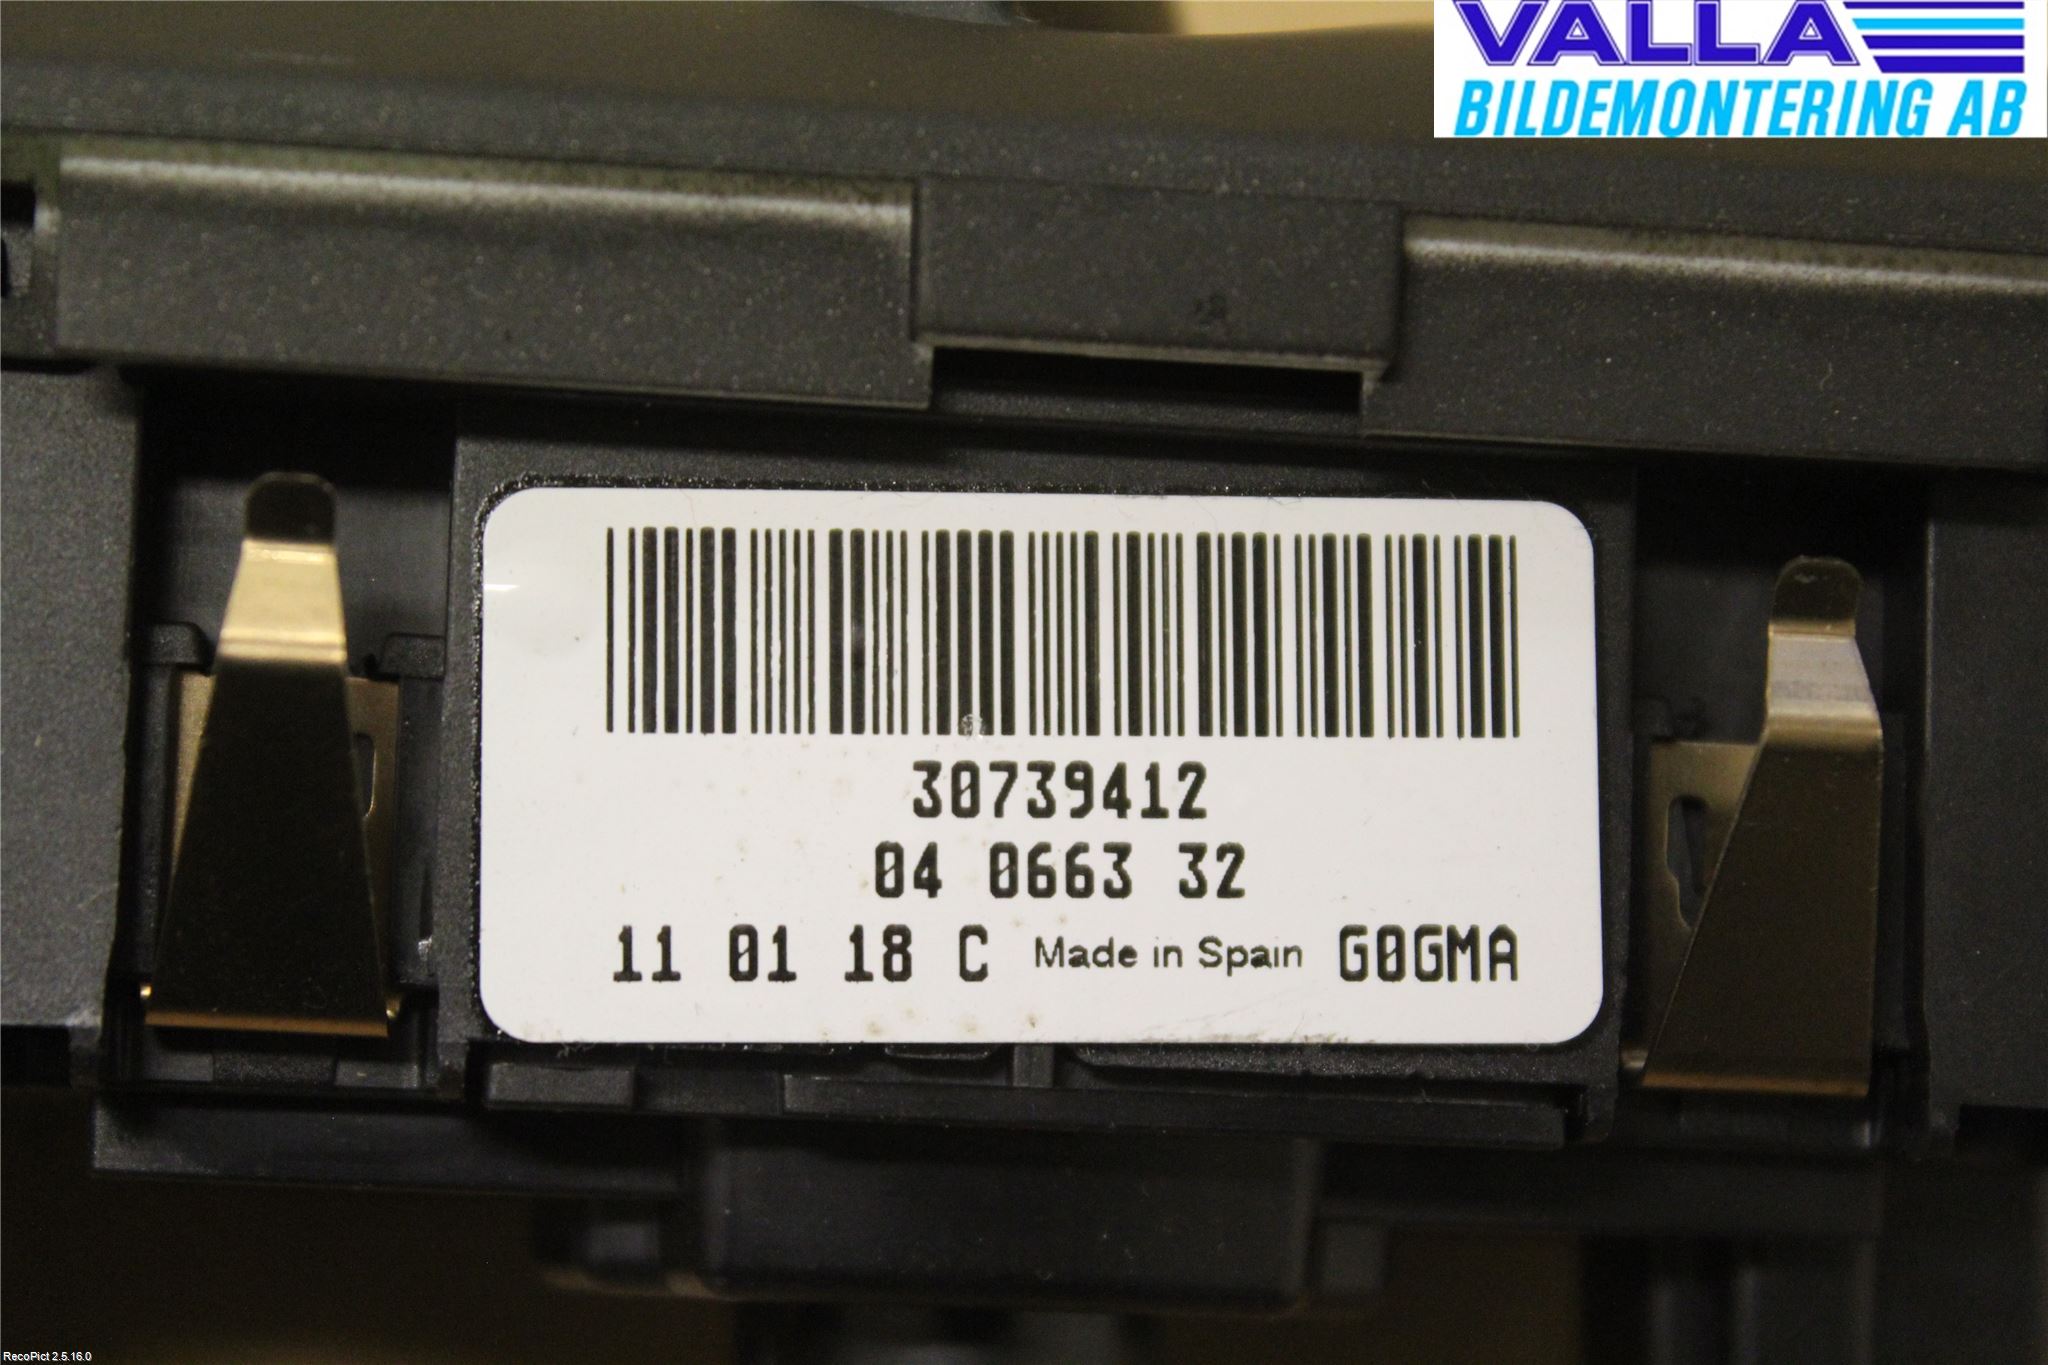 VALLA
BILDEMONTERING AB
30739412
04 0663 32
11 01 18 C Made in Spain G0GMA
RecoPict 2.5.16.0